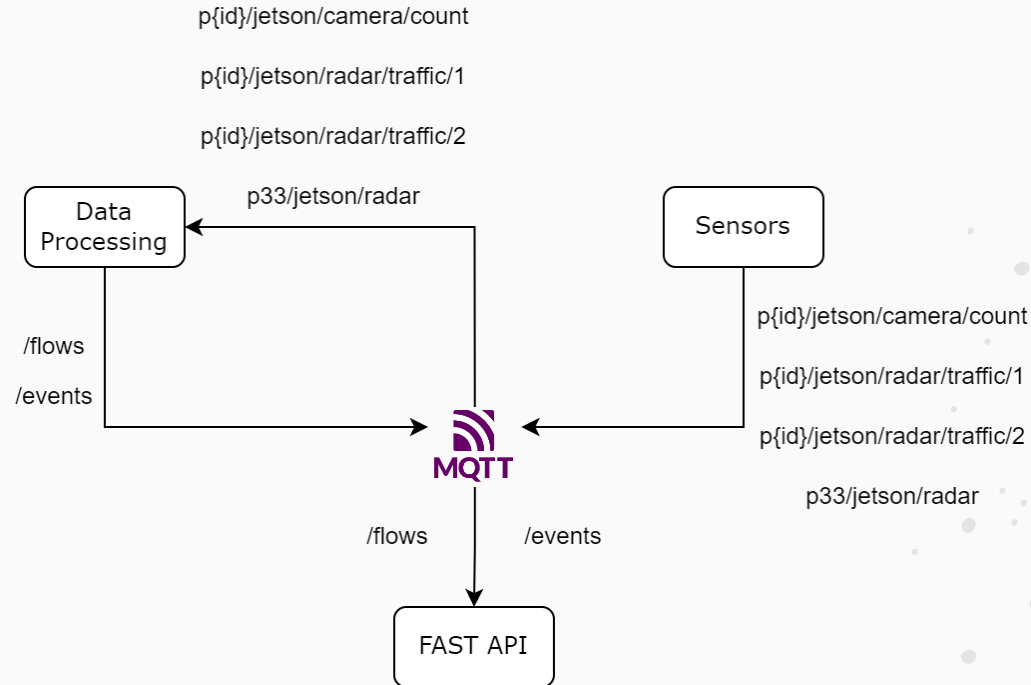 p{id}/jetson/camera/count
p{id}/jetson/radar/traffic/1
p{id}/jetson/radar/traffic/2
p33/jetson/radar
Data
Processing
Sensors
/flows
/events
p{id}/jetson/camera/count
p{id}/jetson/radar/traffic/1
p{id}/jetson/radar/traffic/2
p33/jetson/radar
MQTT
/flows
/events
FAST API